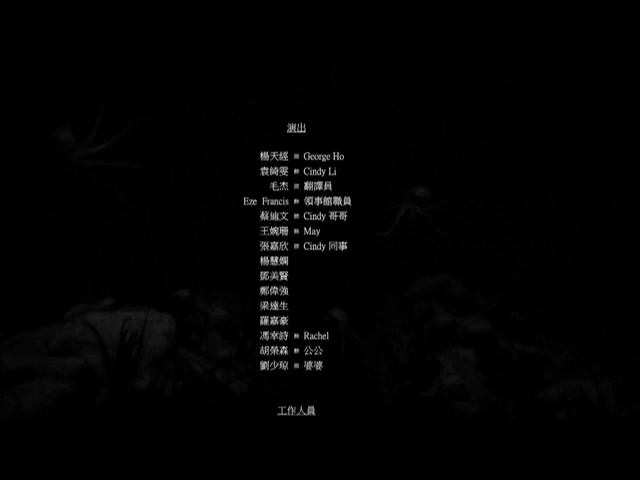 演出
楊天經 飾 George Ho
袁綺雯 飾 Cindy Li
毛杰 飾 翻譯員
Eze Francis 飾 領事館職員
蔡迪文 飾 Cindy 哥哥
王婉珊 飾 May
張嘉欣 飾 Cindy 同事
楊慧嫻
鄧美賢
鄭偉強
梁達生
羅嘉豪
馮幸詩 飾 Rachel
胡榮森 飾 公公
劉少琼 飾 婆婆
工作人員